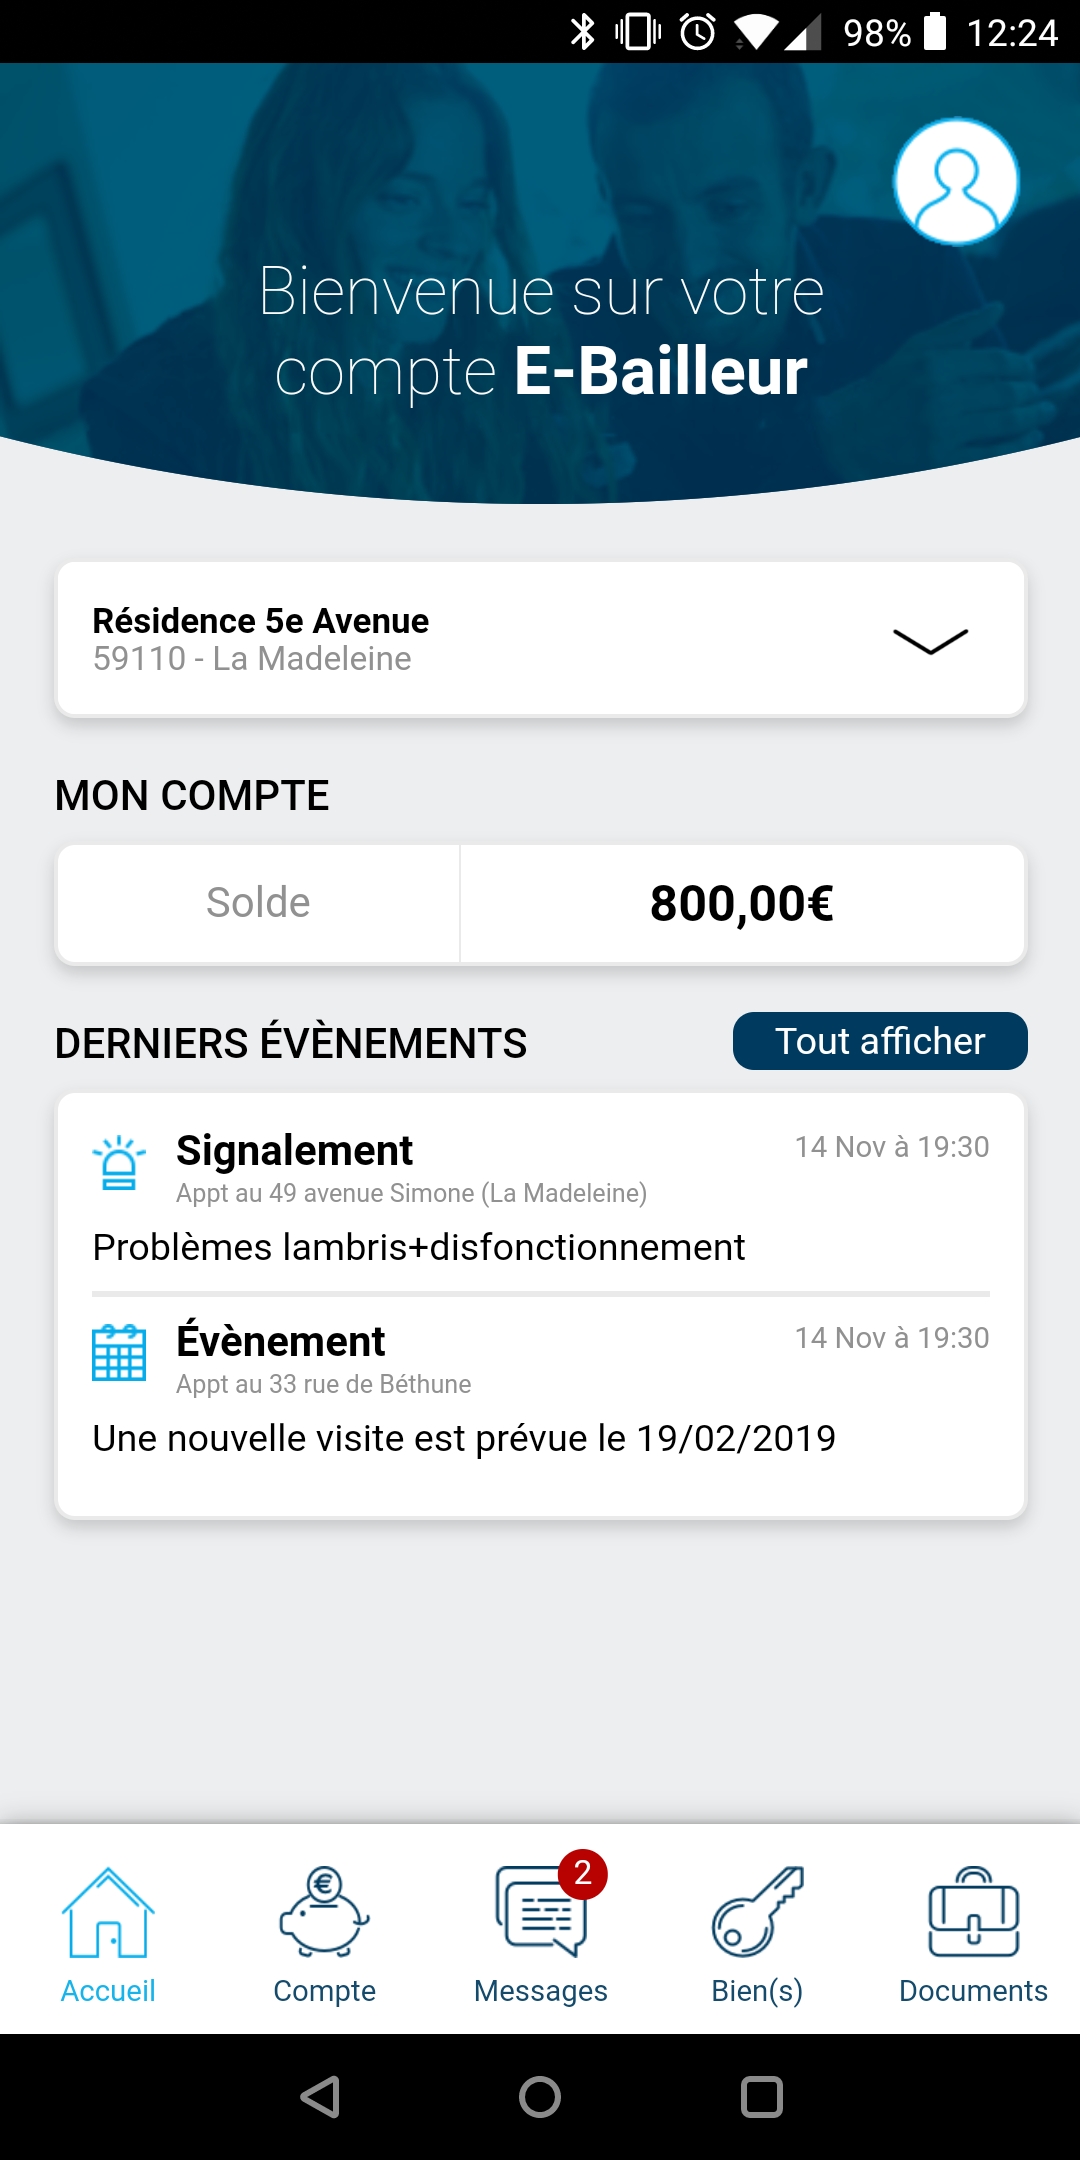 98% 12:24
Bienvenue sur votre
compte E-Bailleur
Résidence 5e Avenue
59110 - La Madeleine
MON COMPTE
Solde 800,00€
DERNIERS ÉVÈNEMENTS Tout afficher
Signalement 14 Nov à 19:30
Appt au 49 avenue Simone (La Madeleine)
Problèmes lambris+disfonctionnement
Évènement 14 Nov à 19:30
Appt au 33 rue de Béthune
Une nouvelle visite est prévue le 19/02/2019
€ 2
Accueil Compte Messages Bien(s) Documents